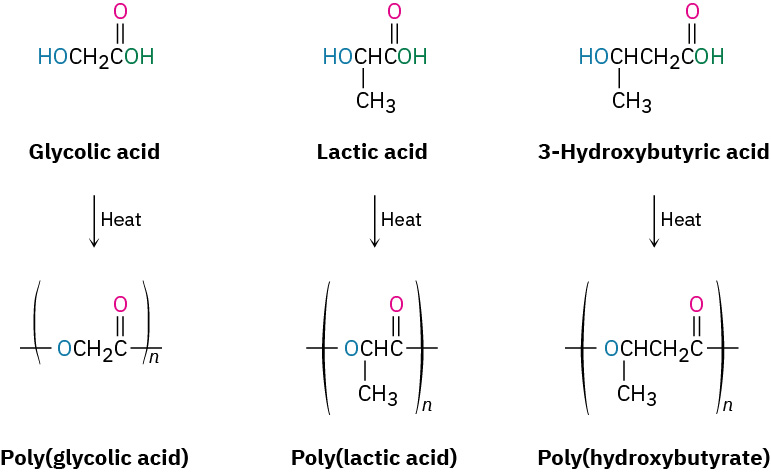 O O O
HOCH₂COH HOCHCOH HOCHCH₂COH
CH₃ CH₃
Glycolic acid Lactic acid 3-Hydroxybutyric acid
Heat Heat Heat
O O O
OCH₂C n OCHC OCHCH₂C
CH₃ n CH₃ n
Poly(glycolic acid) Poly(lactic acid) Poly(hydroxybutyrate)